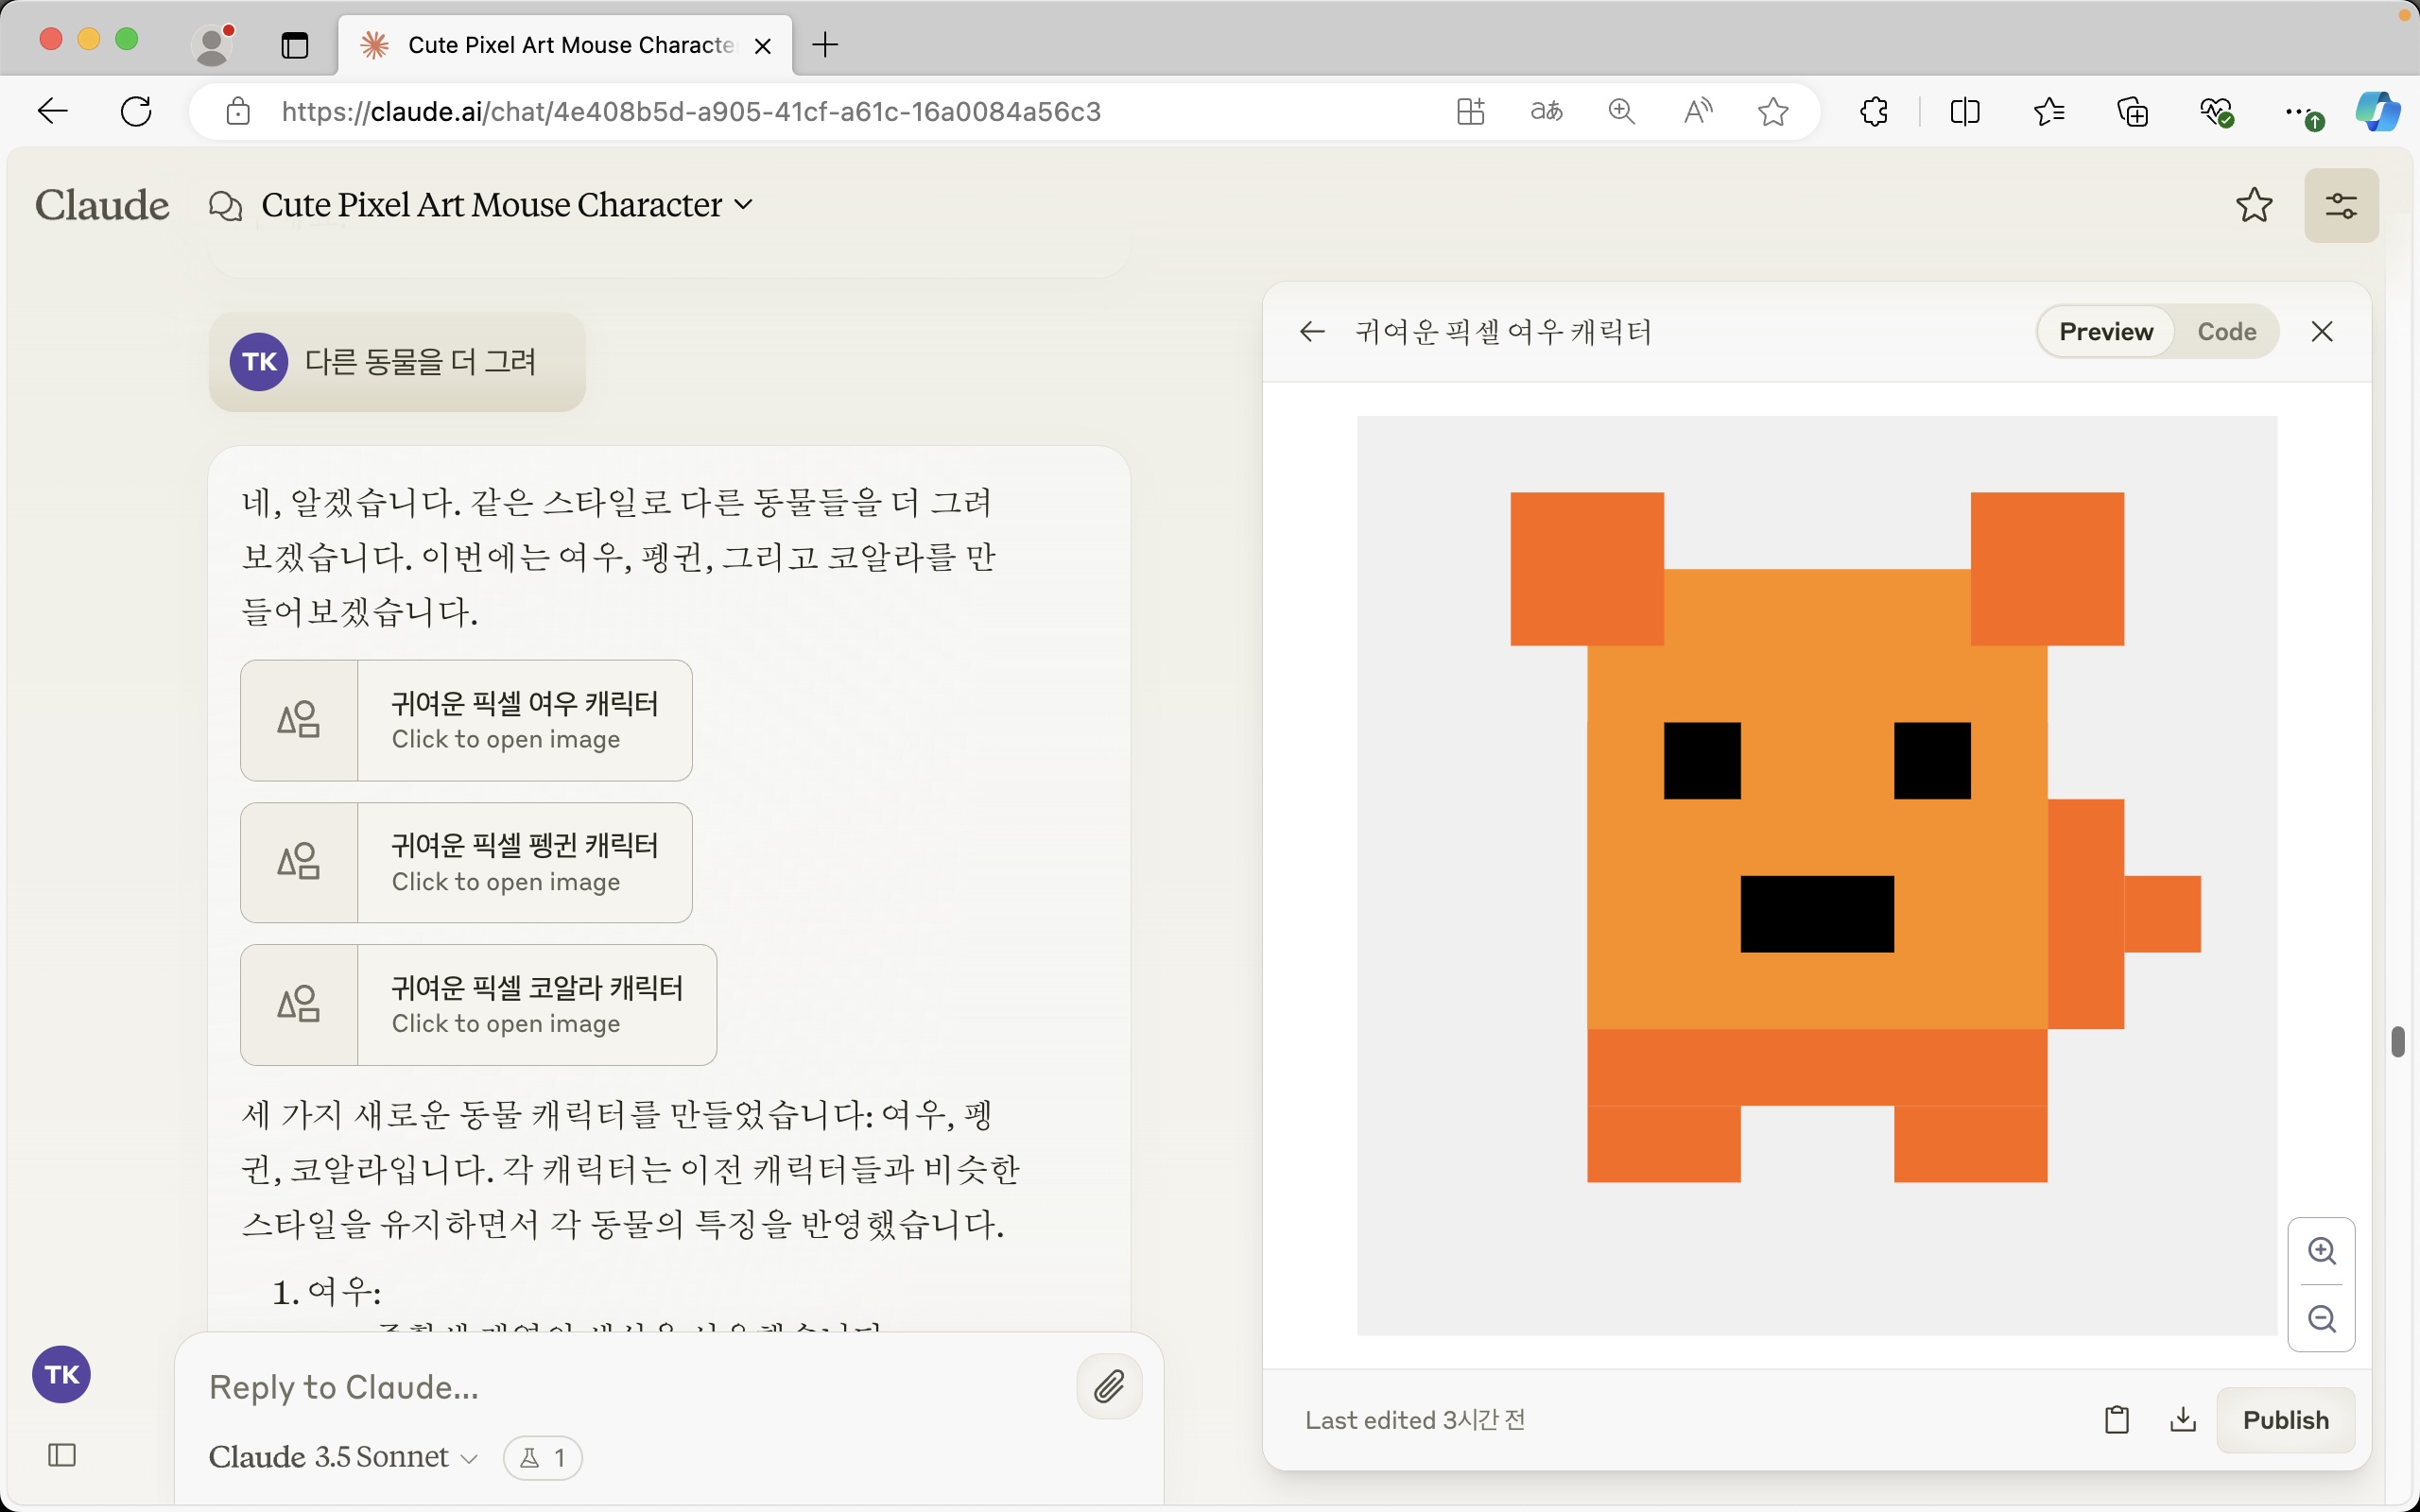 Cute Pixel Art Mouse Characte
https://claude.ai/chat/4e408b5d-a905-41cf-a61c-16a0084a56c3
Claude
Cute Pixel Art Mouse Character
TK
다른 동물을 더 그려
네, 알겠습니다. 같은 스타일로 다른 동물들을 더 그려
보겠습니다. 이번에는 여우, 펭귄, 그리고 코알라를 만
들어보겠습니다.
귀여운 픽셀 여우 캐릭터
Click to open image
귀여운 픽셀 펭귄 캐릭터
Click to open image
귀여운 픽셀 코알라 캐릭터
Click to open image
세 가지 새로운 동물 캐릭터를 만들었습니다: 여우, 펭
귄, 코알라입니다. 각 캐릭터는 이전 캐릭터들과 비슷한
스타일을 유지하면서 각 동물의 특징을 반영했습니다.
1. 여우:
TK
Reply to Claude...
Claude 3.5 Sonnet
1
귀여운 픽셀 여우 캐릭터
Preview
Code
Last edited 3시간 전
Publish